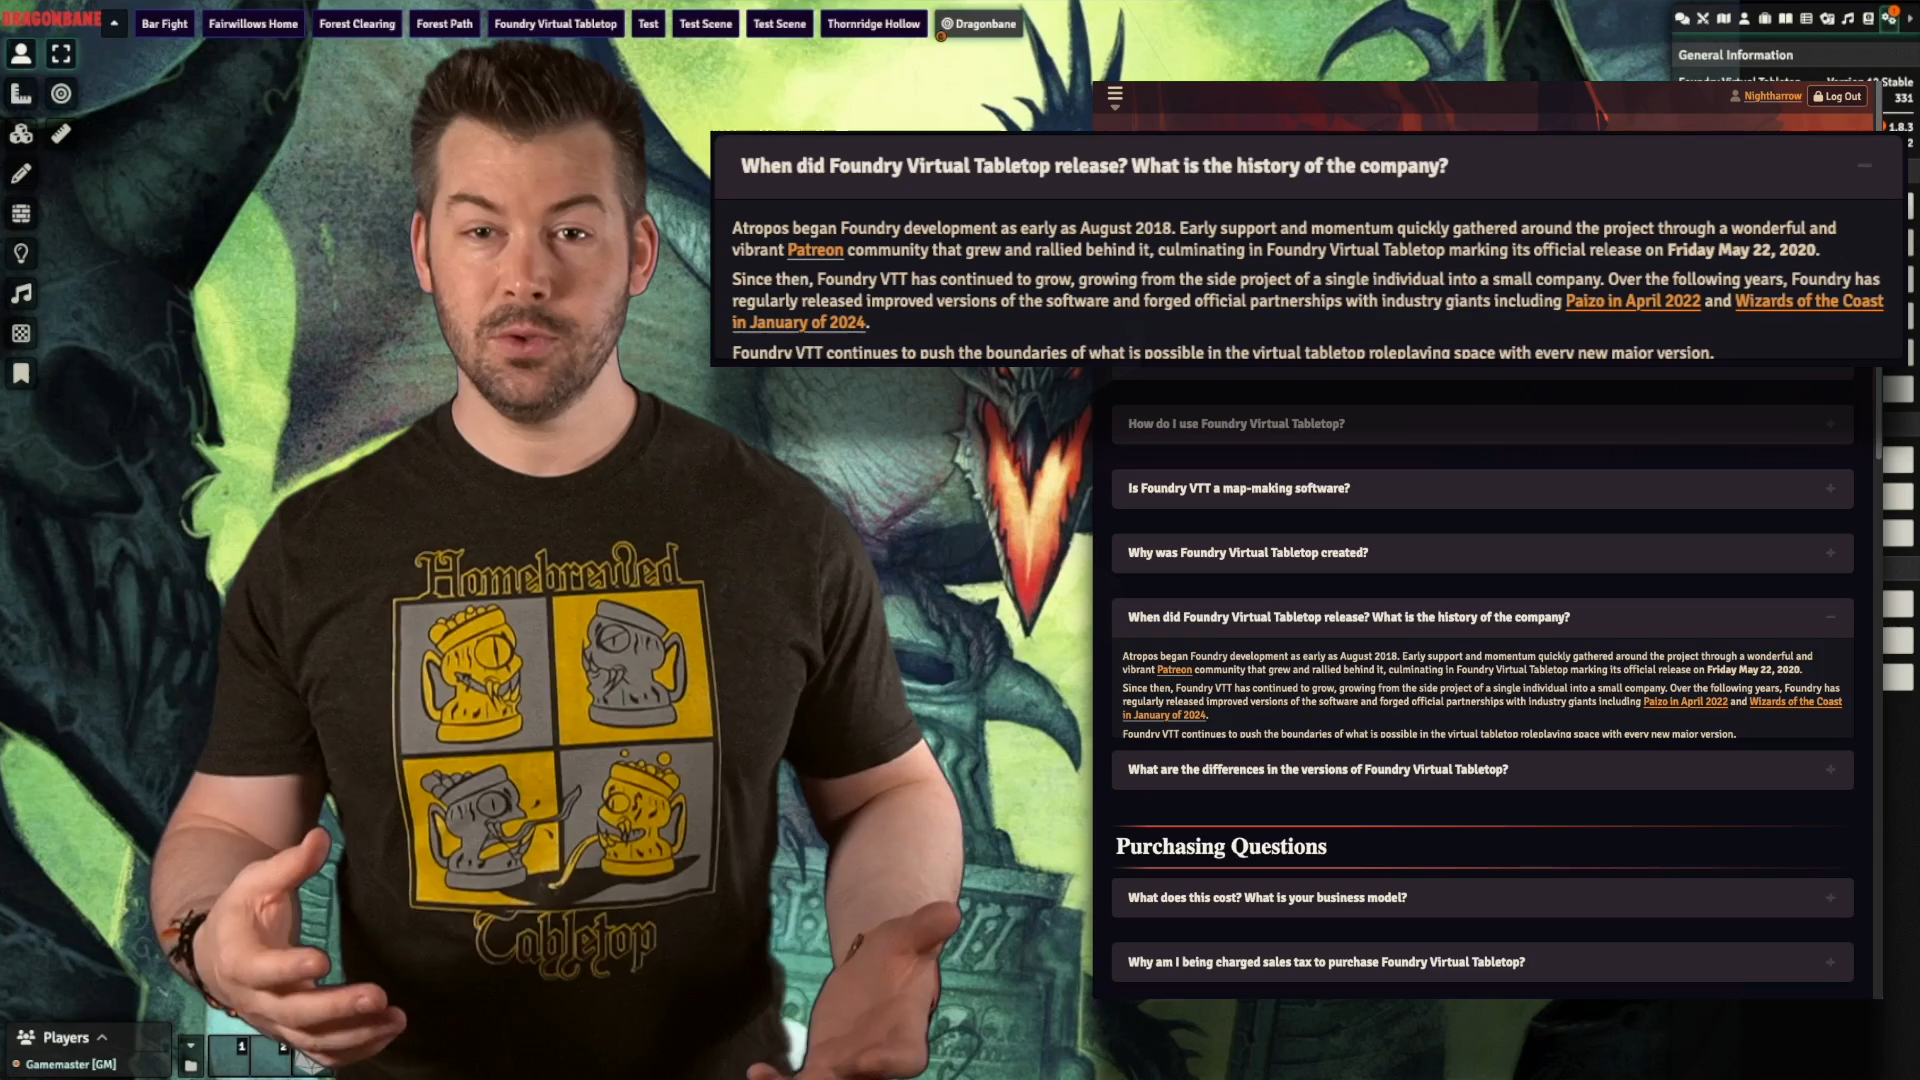 DRAGONBANE
Bar Fight
Fairwillows Home
Forest Clearing
Forest Path
Foundry Virtual Tabletop
Test
Test Scene
Test Scene
Thornridge Hollow
Dragonbane
G
General Information
Stable
331
1.8.3
2
Nightharrow
Log Out
When did Foundry Virtual Tabletop release? What is the history of the company?
Atropos began Foundry development as early as August 2018. Early support and momentum quickly gathered around the project through a wonderful and
vibrant Patreon community that grew and rallied behind it, culminating in Foundry Virtual Tabletop marking its official release on Friday May 22, 2020.
Since then, Foundry VTT has continued to grow, growing from the side project of a single individual into a small company. Over the following years, Foundry has
regularly released improved versions of the software and forged official partnerships with industry giants including Paizo in April 2022 and Wizards of the Coast
in January of 2024.
Foundry VTT continues to push the boundaries of what is possible in the virtual tabletop roleplaying space with every new major version.
How do I use Foundry Virtual Tabletop?
Is Foundry VTT a map-making software?
Why was Foundry Virtual Tabletop created?
When did Foundry Virtual Tabletop release? What is the history of the company?
Atropos began Foundry development as early as August 2018. Early support and momentum quickly gathered around the project through a wonderful and
vibrant Patreon community that grew and rallied behind it, culminating in Foundry Virtual Tabletop marking its official release on Friday May 22, 2020.
Since then, Foundry VTT has continued to grow, growing from the side project of a single individual into a small company. Over the following years, Foundry has
regularly released improved versions of the software and forged official partnerships with industry giants including Paizo in April 2022 and Wizards of the Coast
in January of 2024.
Foundry VTT continues to push the boundaries of what is possible in the virtual tabletop roleplaying space with every new major version.
What are the differences in the versions of Foundry Virtual Tabletop?
Purchasing Questions
What does this cost? What is your business model?
Why am I being charged sales tax to purchase Foundry Virtual Tabletop?
Homebrewed
Tabletop
Players
Gamemaster [GM]
1
2